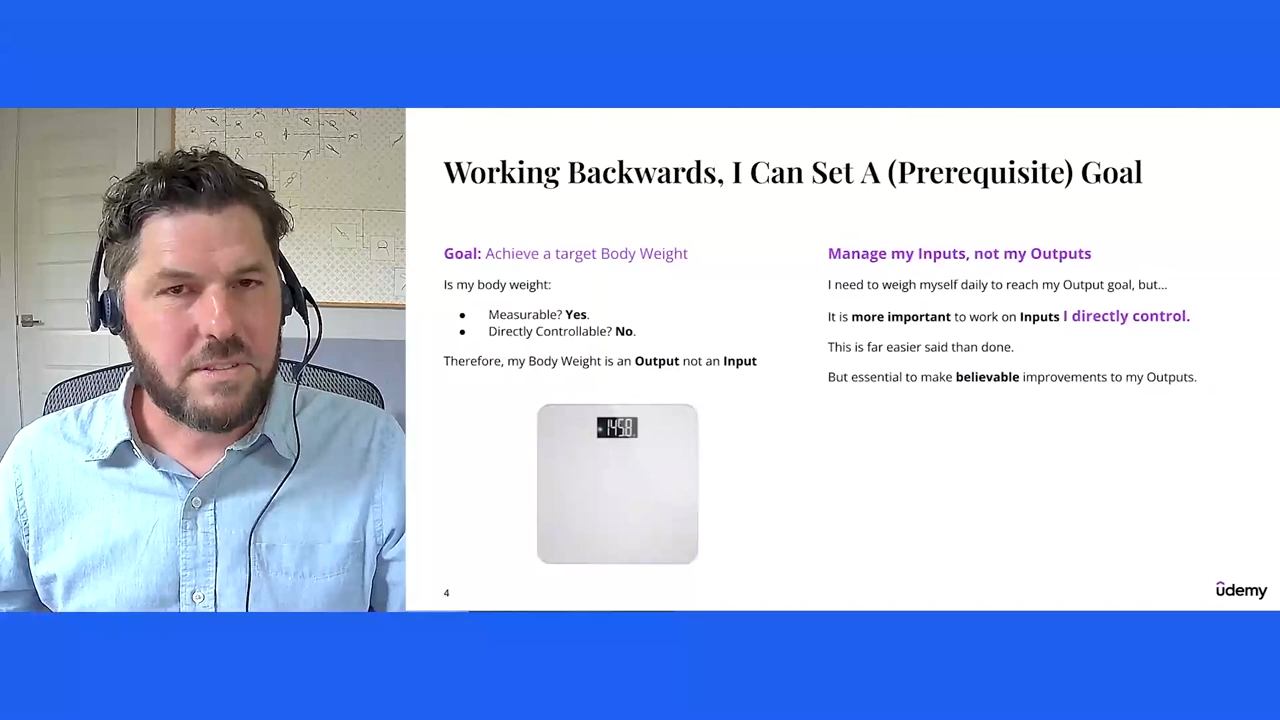 Working Backwards, I Can Set A (Prerequisite) Goal
Goal: Achieve a target Body Weight
Is my body weight:
● Measurable? Yes.
● Directly Controllable? No.
Therefore, my Body Weight is an Output not an Input
145.8
4
Manage my Inputs, not my Outputs
I need to weigh myself daily to reach my Output goal, but...
It is more important to work on Inputs I directly control.
This is far easier said than done.
But essential to make believable improvements to my Outputs.
udemy